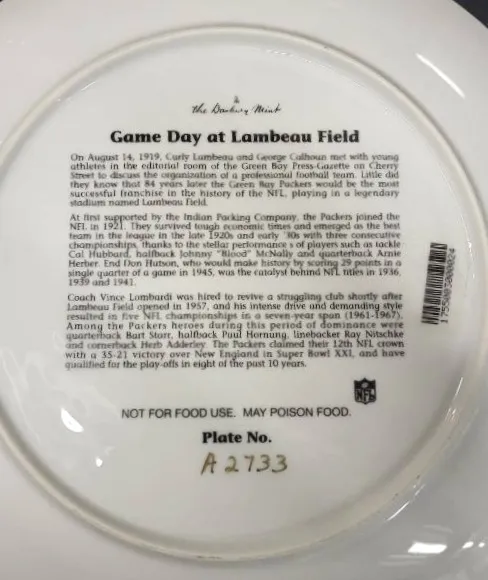 the Danbury Mint
Game Day at Lambeau Field
On August 14, 1919, Curly Lambeau and George Calhoun met with young
athletes in the editorial room of the Green Bay Press-Gazette on Cherry
Street to discuss the organization of a professional football team. Little did
they know that 84 years later the Green Bay Packers would be the most
successful franchise in the history of the NFL, playing in a legendary
stadium named Lambeau Field.
At first supported by the Indian Packing Company, the Packers joined the
NFL in 1921. They survived tough economic times and emerged as the best
team in the league in the late 1920s and early '30s with three consecutive
championships, thanks to the stellar performance s of players such as tackle
Cal Hubbard, halfback Johnny "Blood" McNally and quarterback Arnie
Herber. End Don Hutson, who would make history by scoring 29 points in a
single quarter of a game in 1945, was the catalyst behind NFL titles in 1936,
1939 and 1941.
Coach Vince Lombardi was hired to revive a struggling club shortly after
Lambeau Field opened in 1957, and his intense drive and demanding style
resulted in five NFL championships in a seven-year span (1961-1967).
Among the Packers heroes during this period of dominance were
quarterback Bart Starr, halfback Paul Hornung, linebacker Ray Nitschke
and cornerback Herb Adderley. The Packers claimed their 12th NFL crown
with a 35-21 victory over New England in Super Bowl XXXI, and have
qualified for the play-offs in eight of the past 10 years.
NFL
NOT FOR FOOD USE. MAY POISON FOOD.
Plate No.
A2733